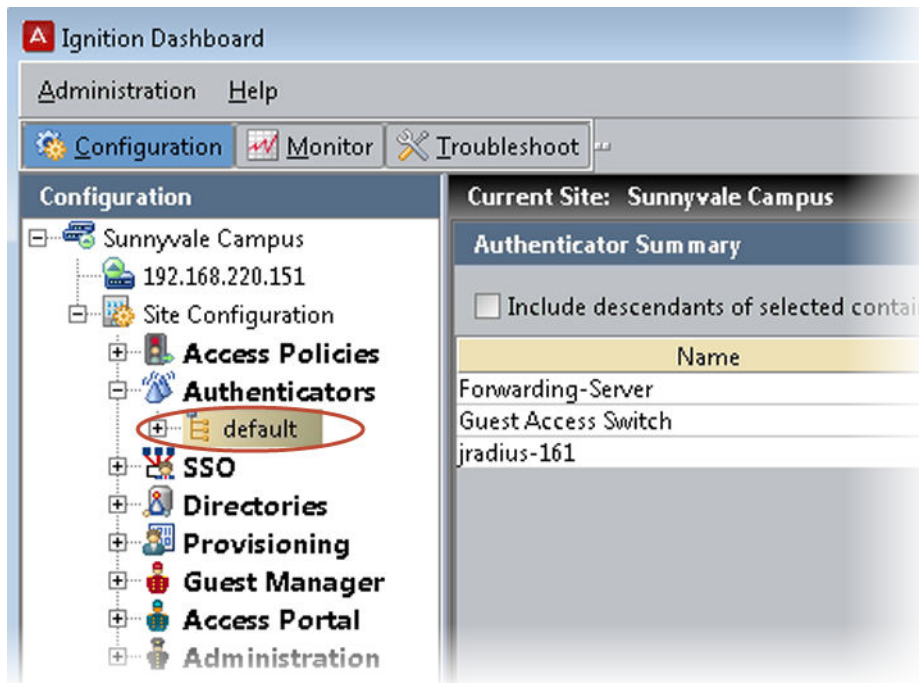 Ignition Dashboard
Administration Help
Configuration Monitor Troubleshoot
Configuration
Sunnyvale Campus
192.168.220.151
Site Configuration
Access Policies
Authenticators
default
SSO
Directories
Provisioning
Guest Manager
Access Portal
Administration
Current Site: Sunnyvale Campus
Authenticator Summary
Include descendants of selected
Name
Forwarding-Server
Guest Access Switch
jradius-161